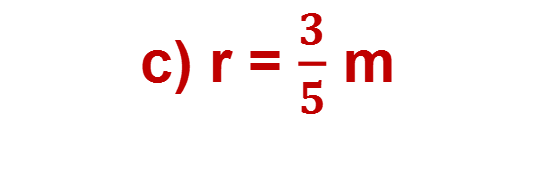 c) r = 3/5 m